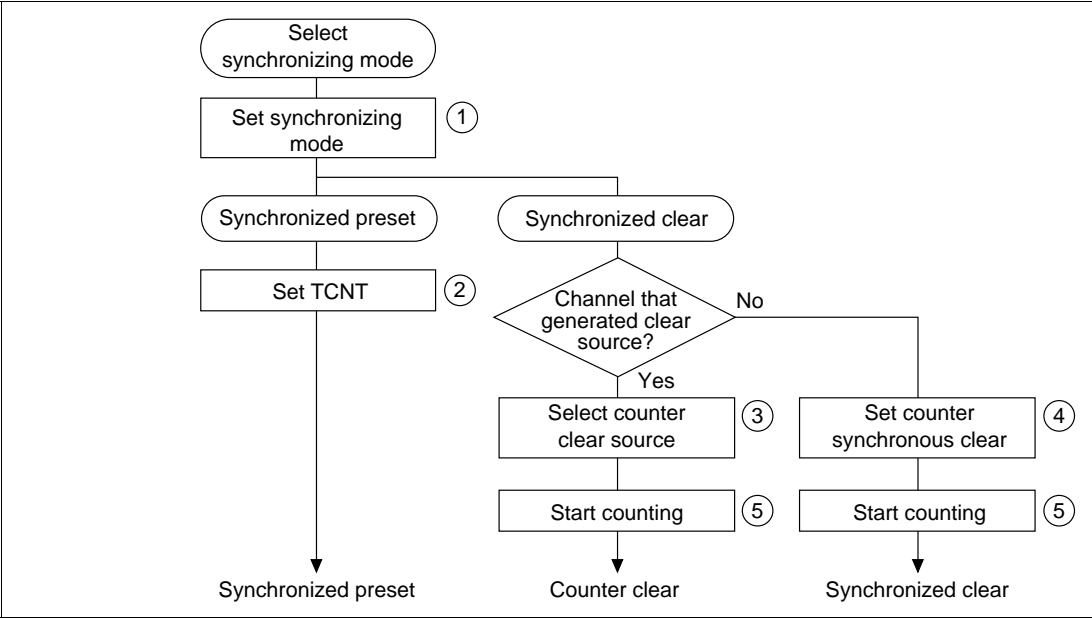 Select
synchronizing mode
Set synchronizing
mode
1
Synchronized preset
Synchronized clear
Set TCNT
2
Channel that
generated clear
source?
No
Yes
Select counter
clear source
3
Set counter
synchronous clear
4
Start counting
5
Start counting
5
Synchronized preset
Counter clear
Synchronized clear